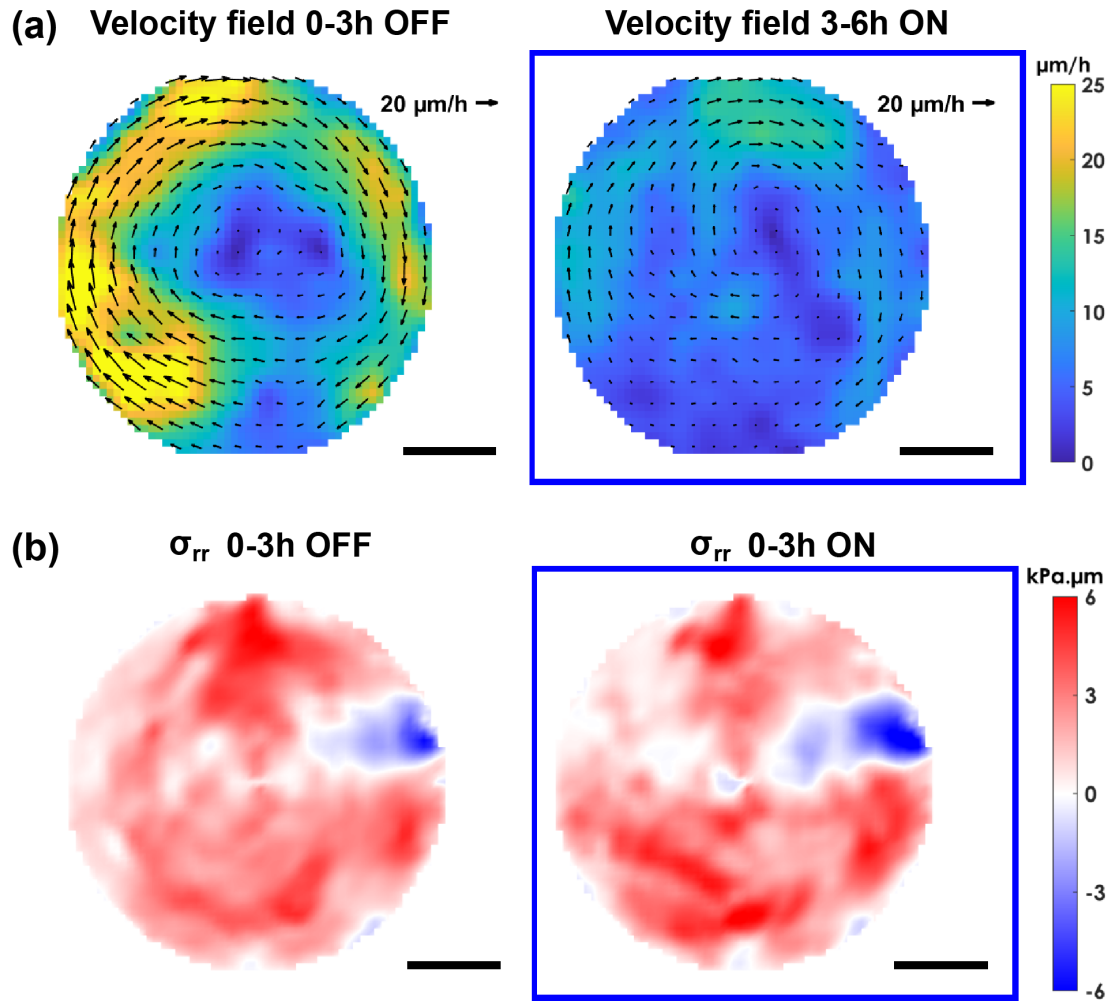 (a) Velocity field 0-3h OFF Velocity field 3-6h ON
µm/h
20 µm/h
20 µm/h
25
20
15
10
5
0
(b) σrr 0-3h OFF σrr 0-3h ON
kPa.µm
6
3
0
-3
-6